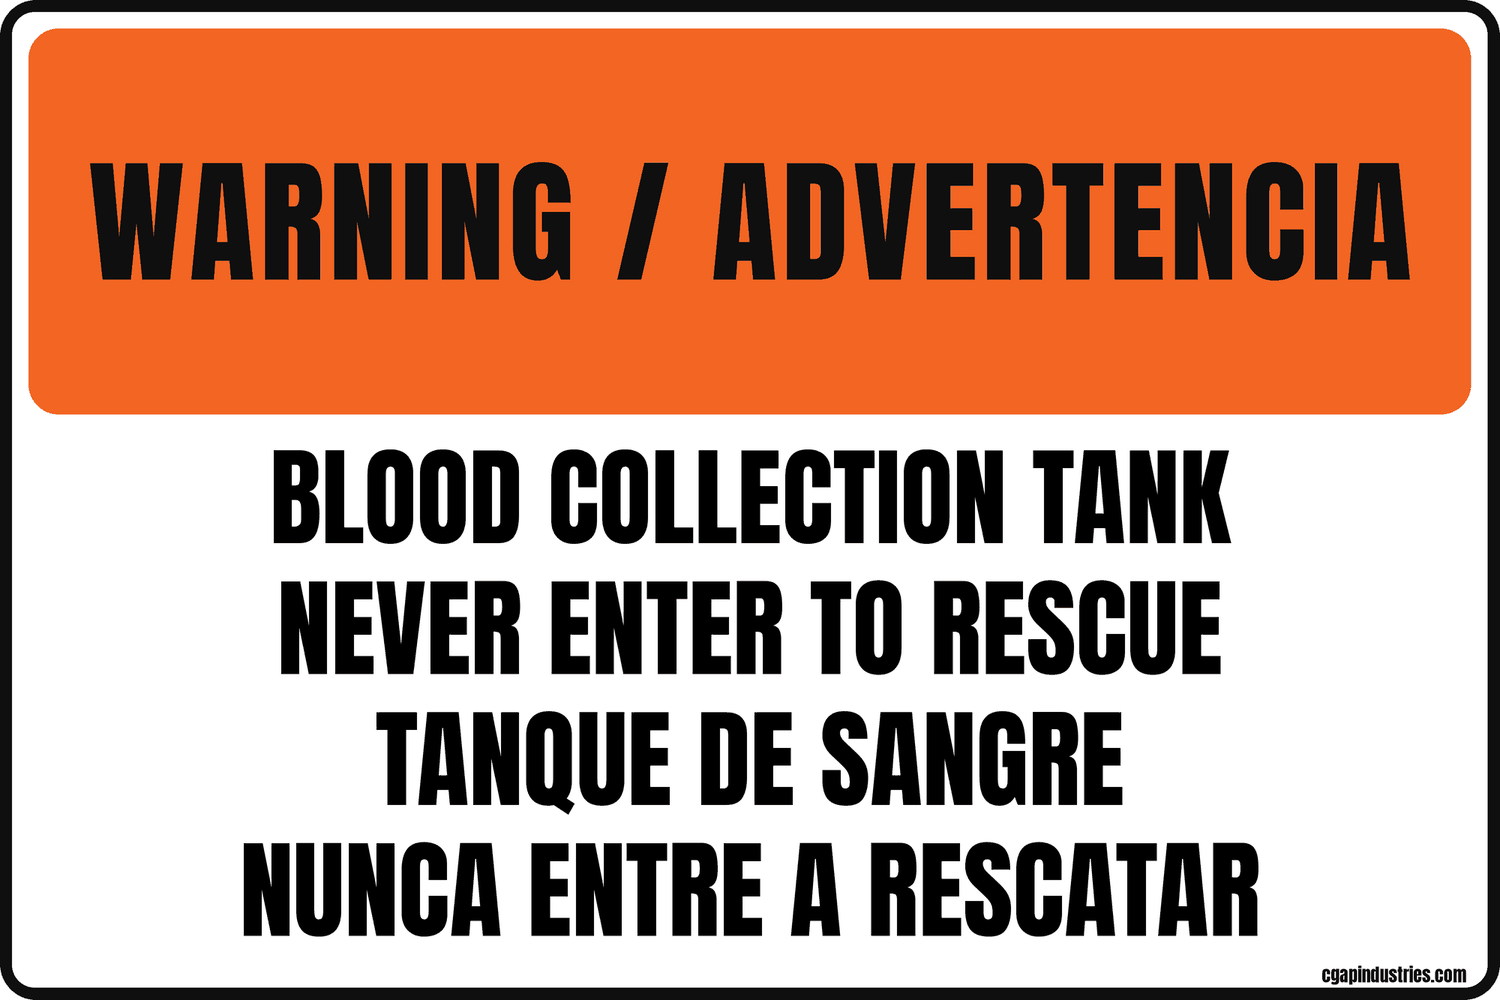 WARNING / ADVERTENCIA
BLOOD COLLECTION TANK
NEVER ENTER TO RESCUE
TANQUE DE SANGRE
NUNCA ENTRE A RESCATAR
cgapindustries.com